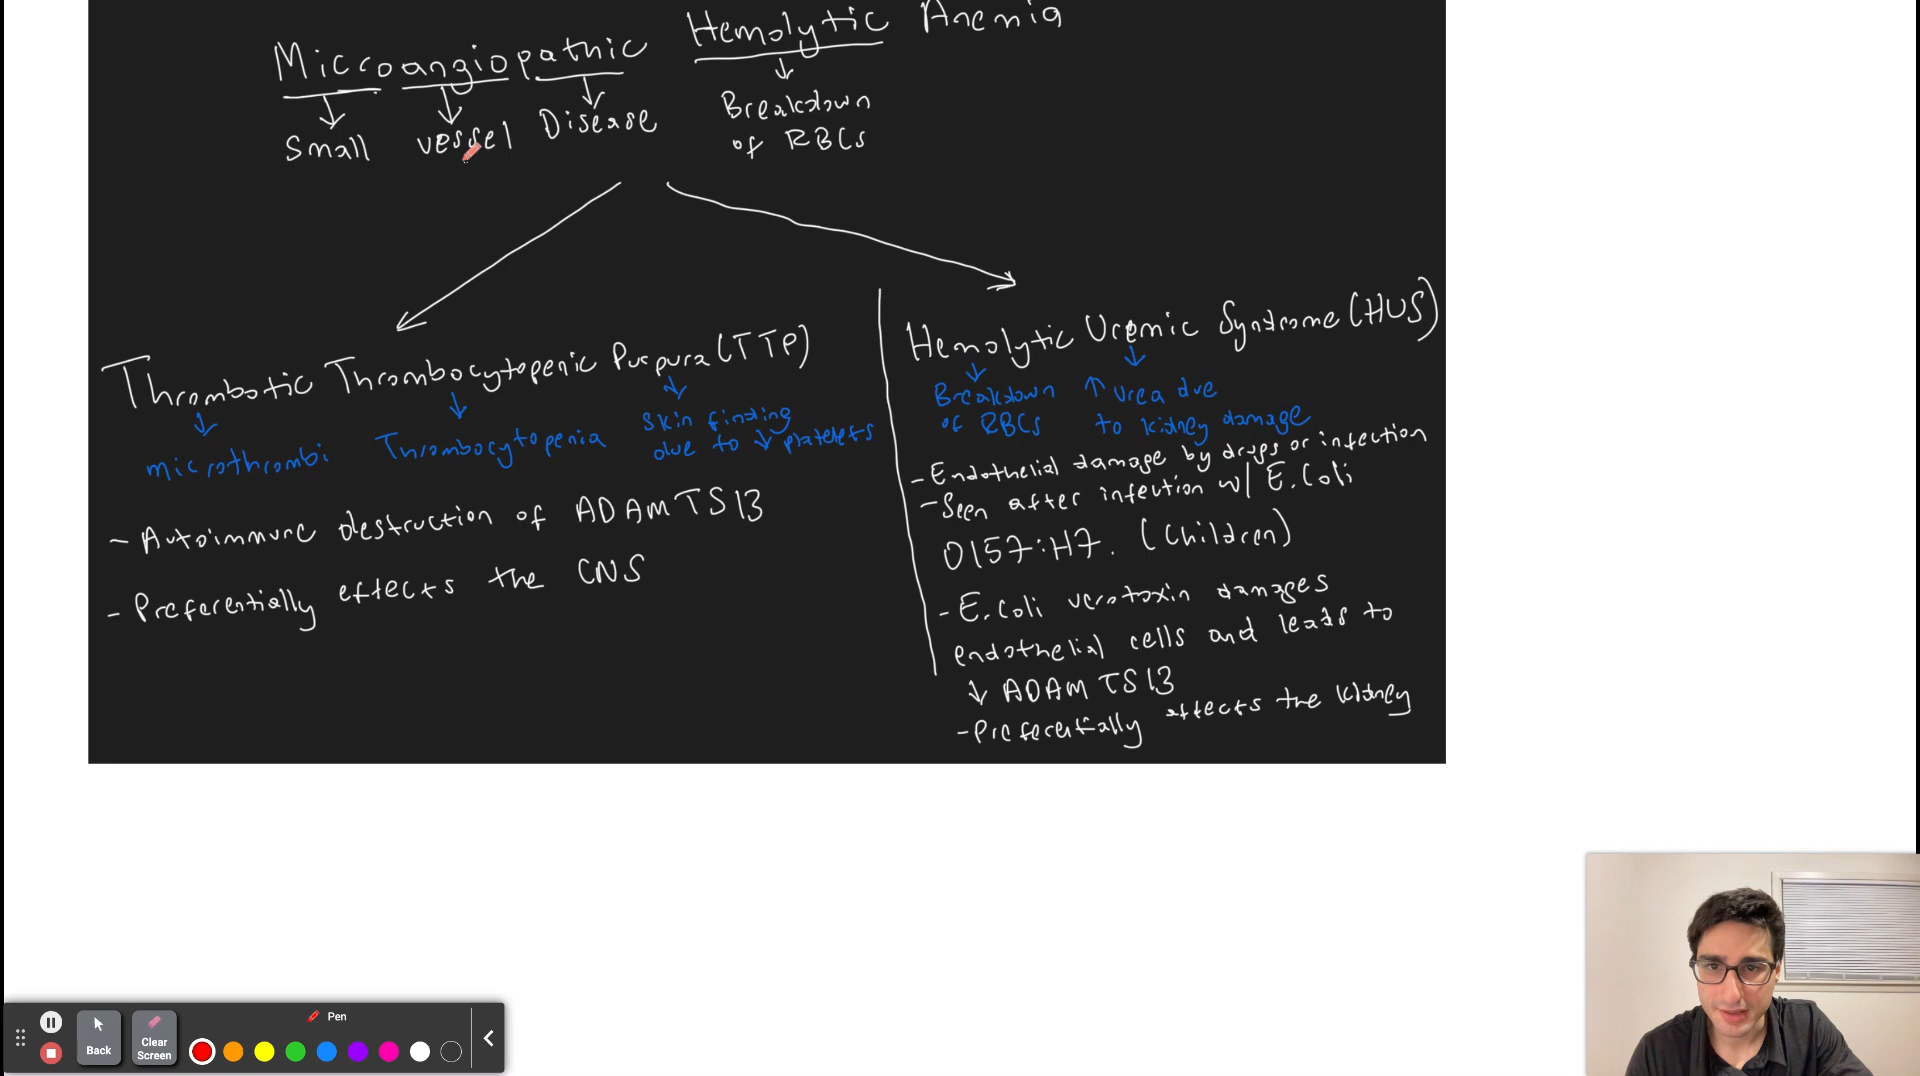 Microangiopathic Hemolytic Anemia
Small vessel Disease
Breakdown
of RBCs
Thrombotic Thrombocytopenic Purpura (TTP)
microthrombi Thrombocytopenia
Skin finding
due to ↓ platelets
- Autoimmune destruction of ADAMTS13
- Preferentially effects the CNS
Hemolytic Uremic Syndrome (HUS)
Breakdown
of RBCs
↑ Urea due
to kidney damage
- Endothelial damage by drugs or infection
- Seen after infection w/ E. Coli
O157:H7. (Children)
- E. Coli verotoxin damages
endothelial cells and leads to
↓ ADAMTS13
- Preferentially affects the kidney
Pen
Back
Clear
Screen